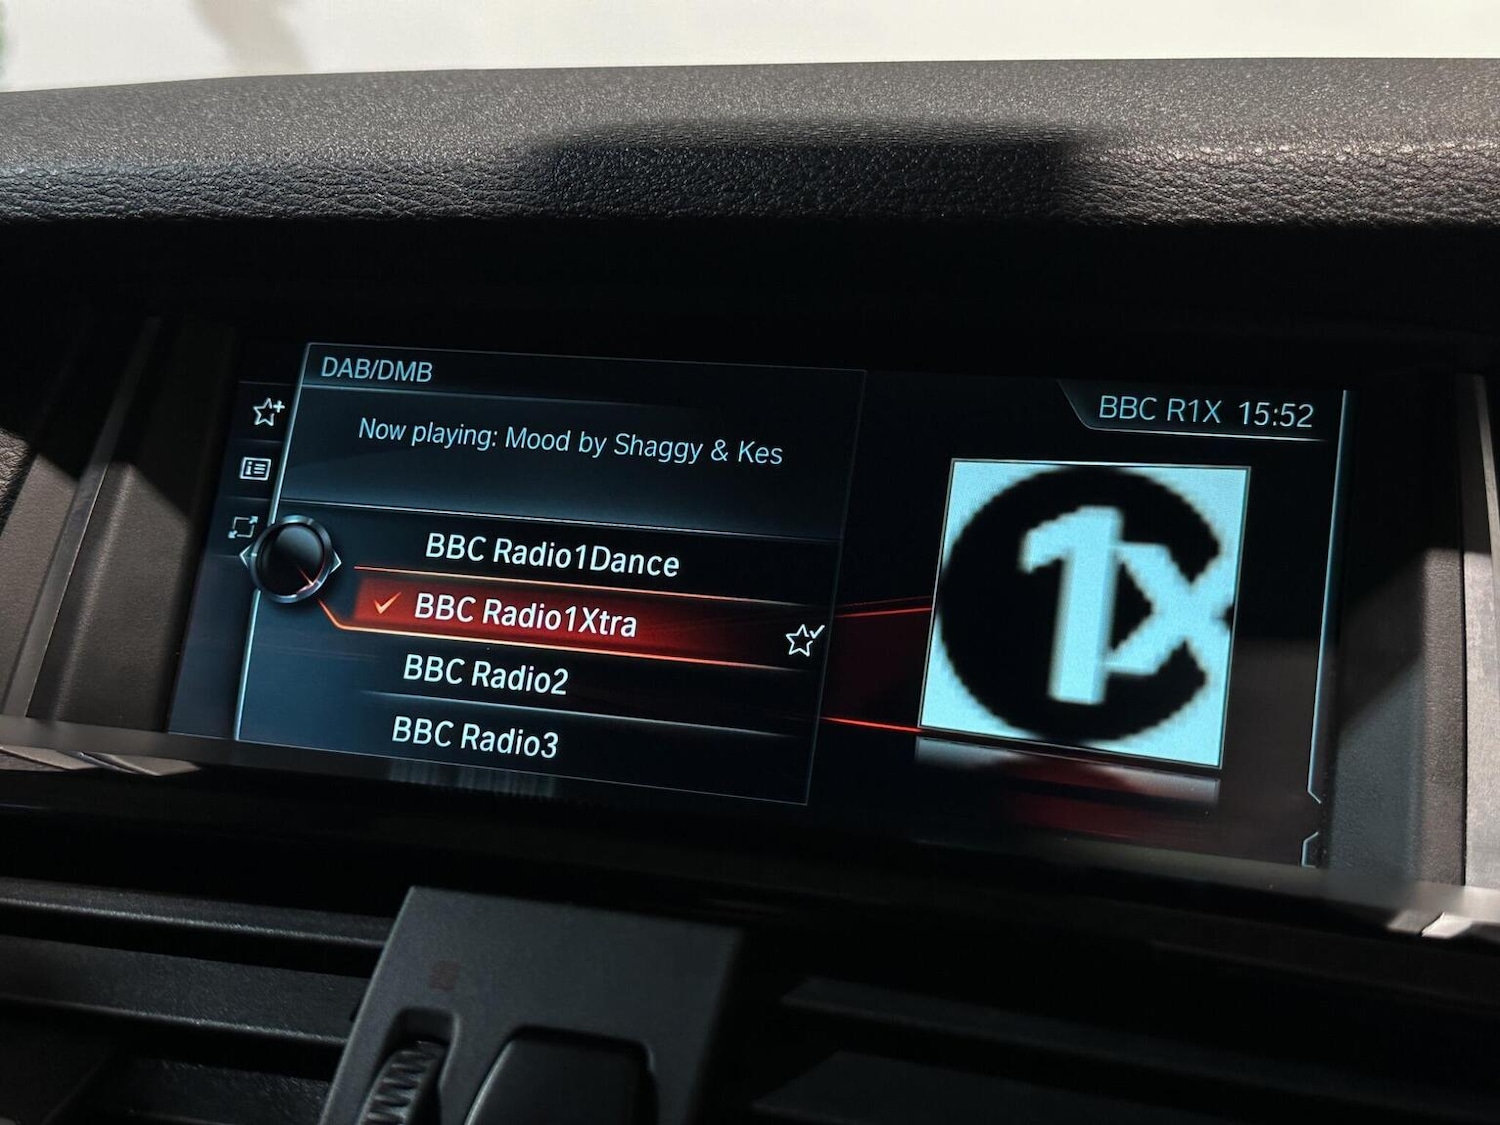 DAB/DMB
BBC R1X 15:52
Now playing: Mood by Shaggy & Kes
BBC Radio1Dance
BBC Radio1Xtra
BBC Radio2
BBC Radio3
1X